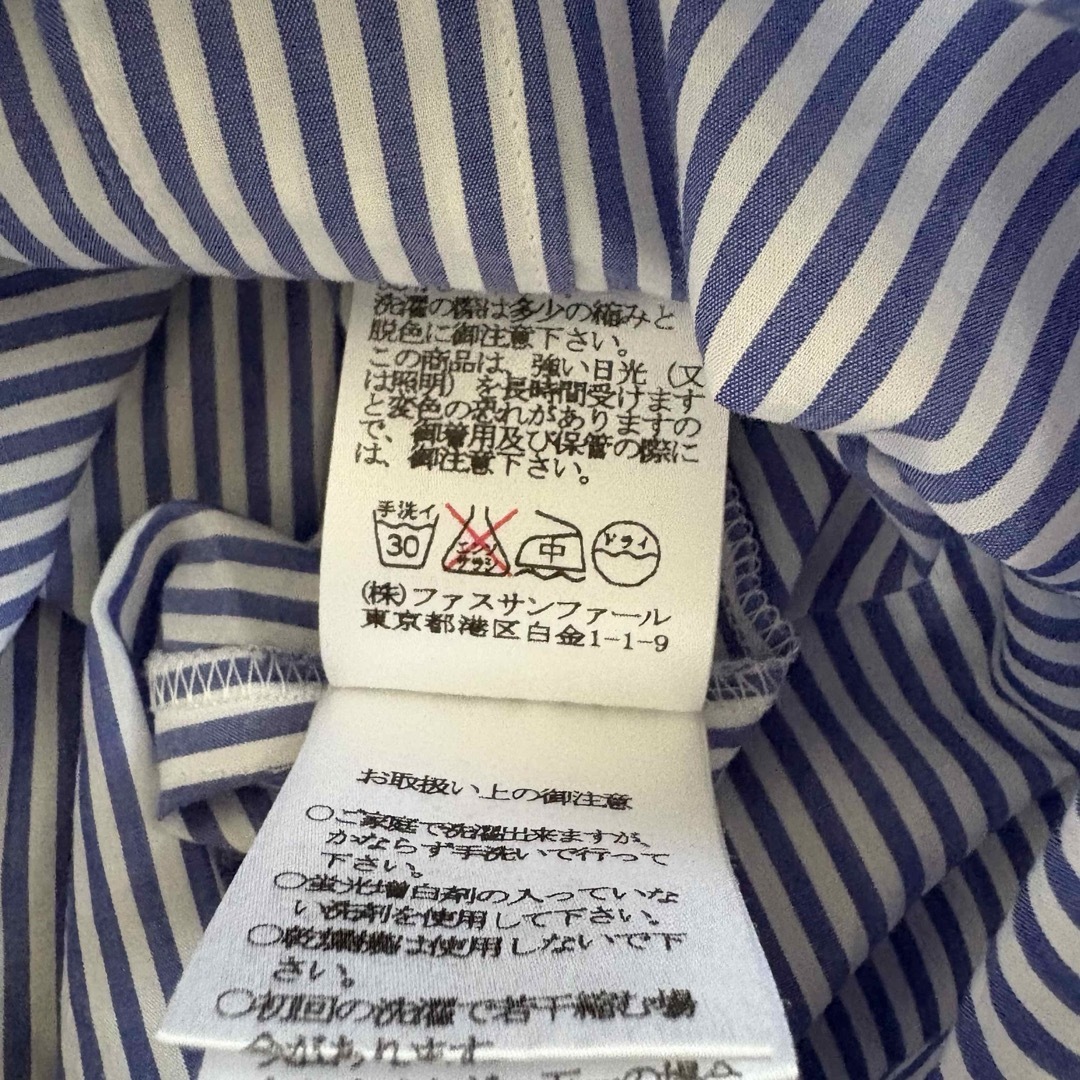 洗濯の際は多少の縮みと
脱色に御注意下さい。
この商品は、強い日光（又
は照明）を長時間受けます
と変色の恐れがありますの
で、御着用及び保管の際に
は、御注意下さい。
手洗イ
30
エンソ
サラシ
中
ドライ
(株)ファスサンファール
東京都港区白金1-1-9
お取扱い上の御注意
○ご家庭で洗濯出来ますが、
かならず手洗いで行って
下さい。
○蛍光増白剤の入っていな
い洗剤を使用して下さい。
○乾燥機は使用しないで下
さい。
○初回の洗濯で若干縮む場
合があります